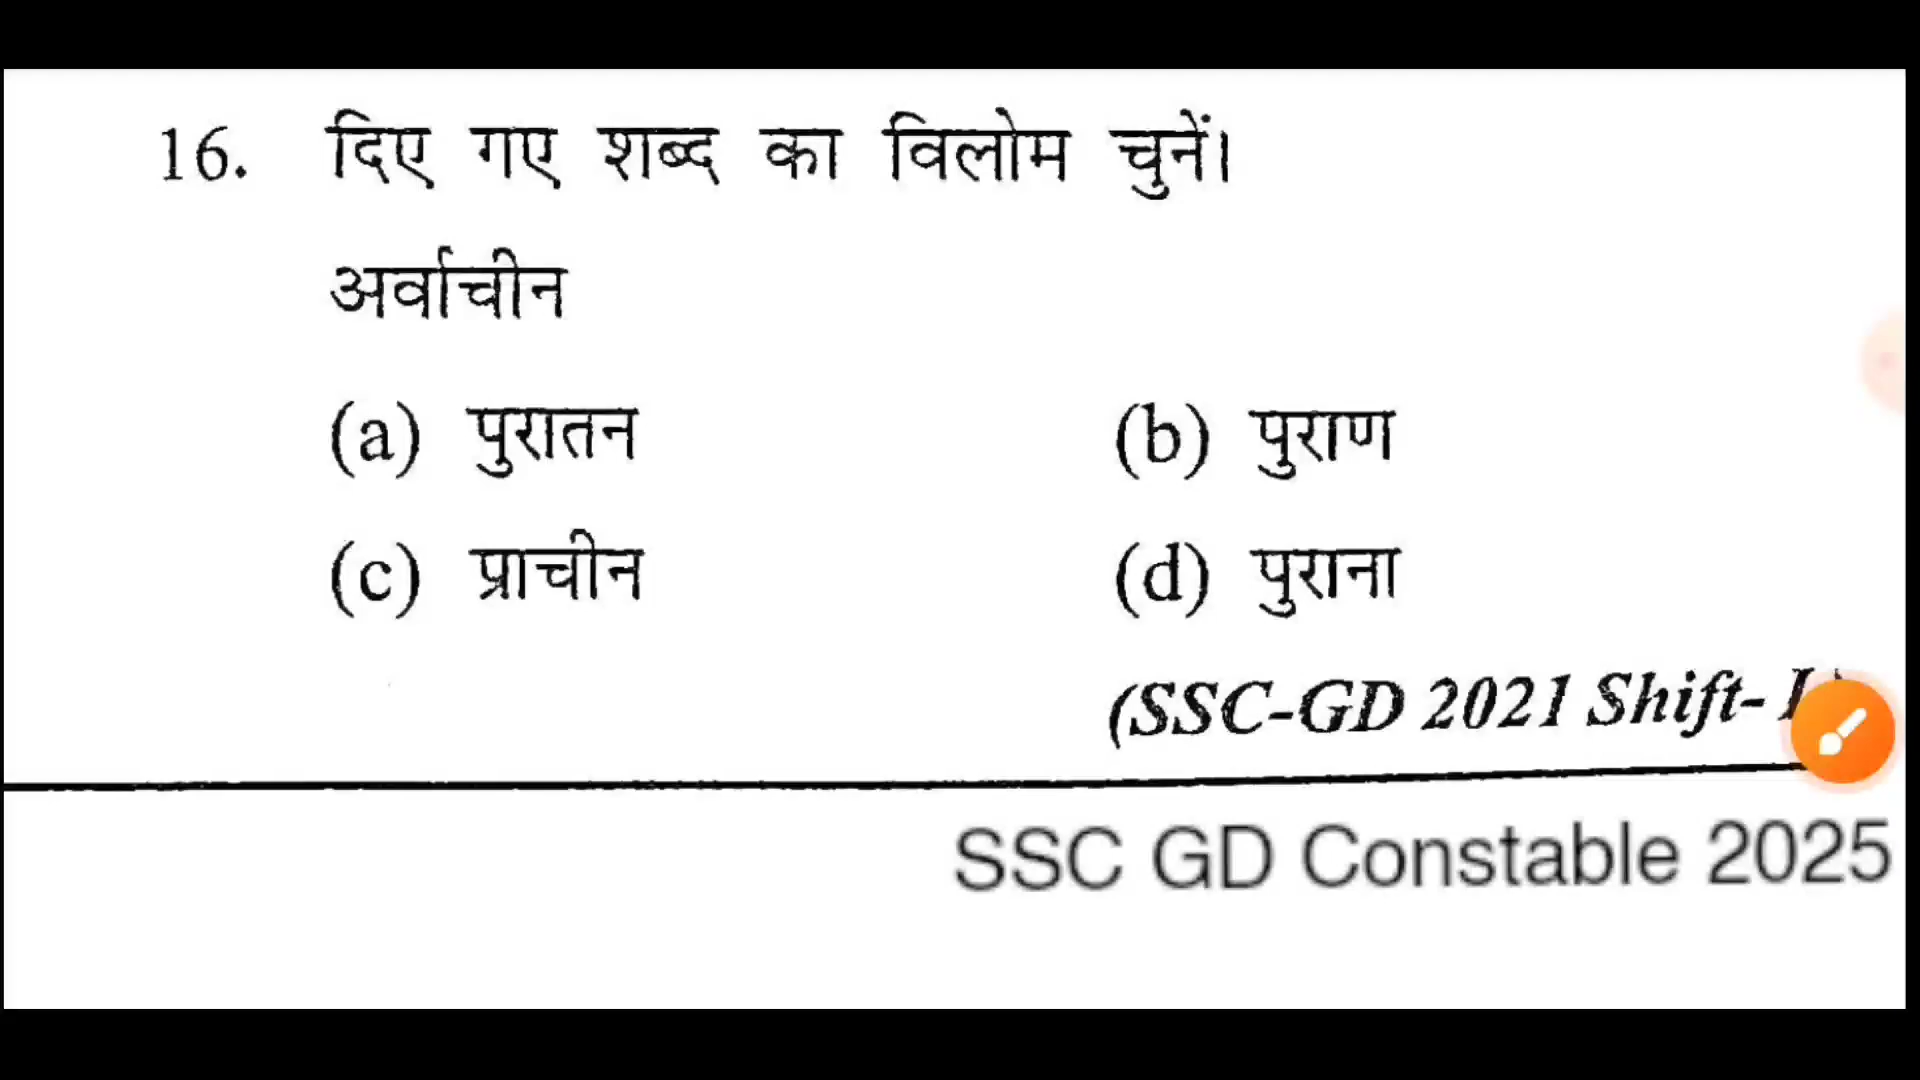 16. दिए गए शब्द का विलोम चुनें।
अर्वाचीन
(a) पुरातन (b) पुराण
(c) प्राचीन (d) पुराना
(SSC-GD 2021 Shift- I)
SSC GD Constable 2025